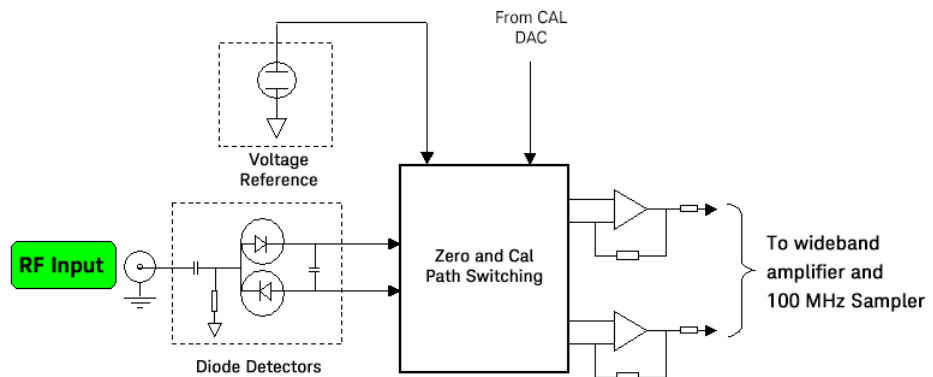 From CAL
DAC
Voltage
Reference
RF Input
Zero and Cal
Path Switching
To wideband
amplifier and
100 MHz Sampler
Diode Detectors